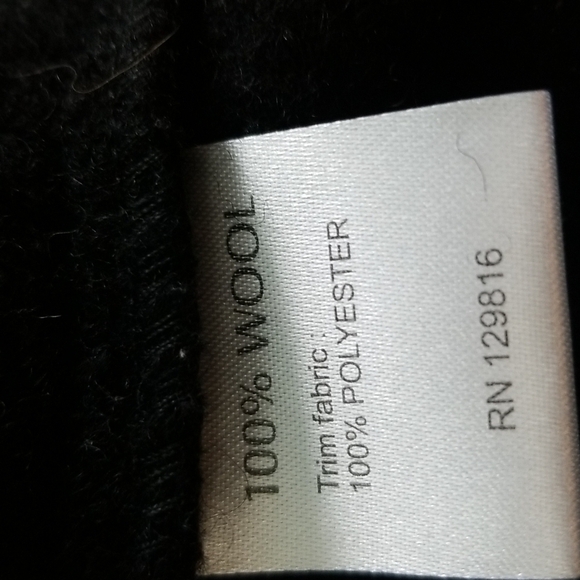 100% WOOL
Trim fabric :
100% POLYESTER
RN 129816